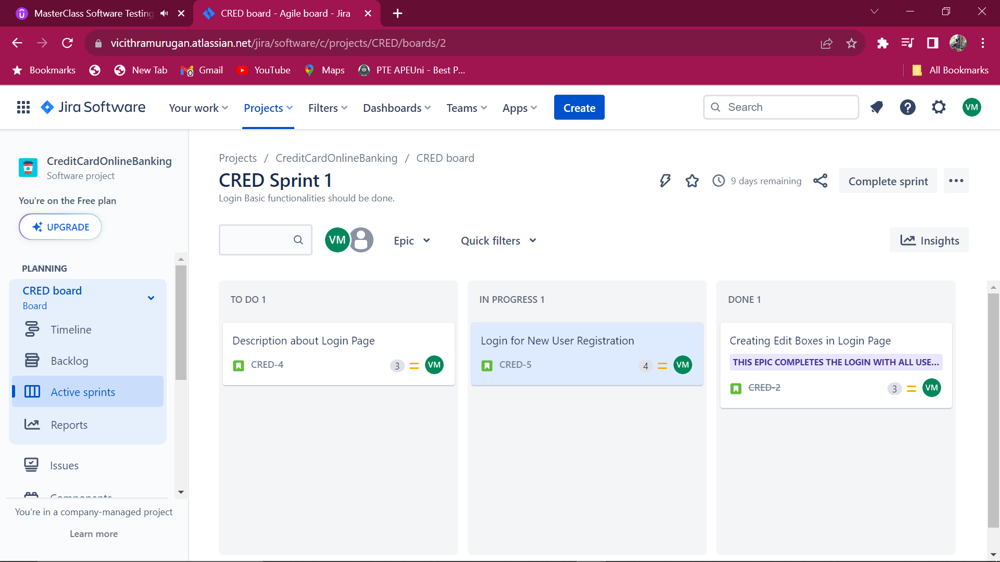 MasterClass Software Testing
CRED board - Agile board - Jira
vicithramurugan.atlassian.net/jira/software/c/projects/CRED/boards/2
Bookmarks
New Tab
0
Gmail
YouTube
Maps
PTE APEUni - Best P...
All Bookmarks
Jira Software
Your work
Projects
Filters
Dashboards
Teams
Apps
Create
Search
VM
CreditCardOnlineBanking
Software project
You're on the Free plan
UPGRADE
PLANNING
CRED board
Board
Timeline
Backlog
Active sprints
Reports
Issues
Components
You're in a company-managed project
Learn more
Projects / CreditCardOnlineBanking / CRED board
CRED Sprint 1
Login Basic functionalities should be done.
9 days remaining
Complete sprint
VM
Epic
Quick filters
Insights
TO DO 1
Description about Login Page
CRED-4
3
VM
IN PROGRESS 1
Login for New User Registration
CRED-5
4
VM
DONE 1
Creating Edit Boxes in Login Page
THIS EPIC COMPLETES THE LOGIN WITH ALL USE...
CRED-2
3
VM